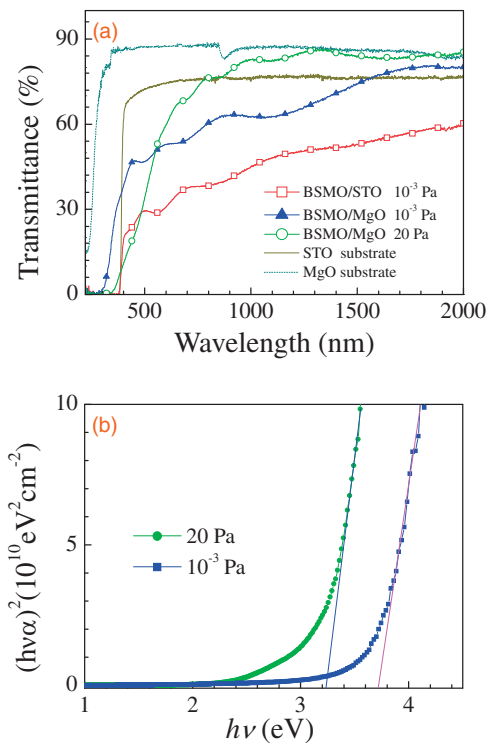 (a)
Transmittance (%)
90
60
30
0
BSMO/STO 10⁻³ Pa
BSMO/MgO 10⁻³ Pa
BSMO/MgO 20 Pa
STO substrate
MgO substrate
500 1000 1500 2000
Wavelength (nm)
(b)
(hνα)²(10¹⁰eV²cm⁻²)
10
5
0
20 Pa
10⁻³ Pa
1 2 3 4
hν (eV)